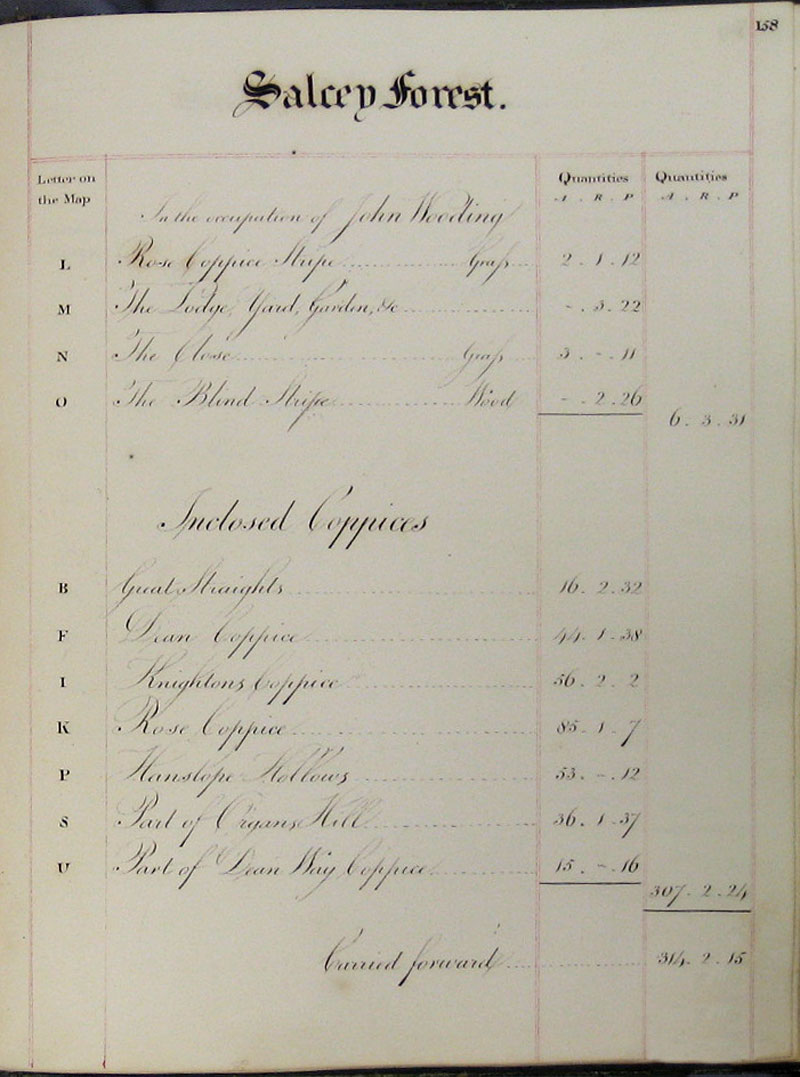 158
Salcey Forest.
Letter on the Map
Quantities
A. R. P
Quantities
A. R. P
In the occupation of John Wooding
L Rose Coppice Stripe Graſs 2. 1. 12
M The Lodge, Yard, Garden, &c -. 3. 22
N The Close Graſs 3. -. 11
O The Blind Stripe Wood -. 2. 26
6. 3. 31
Inclosed Coppices
B Great Straights 16. 2. 32
F Dean Coppice 44. 1. 38
I Knightons Coppice 56. 2. 2
K Rose Coppice 85. 1. 7
P Hanslope Hollows 53. -. 12
S Part of Organs Hill 36. 1. 37
U Part of Dean Way Coppice 15. -. 16
307. 2. 24
Carried forward 314. 2. 15